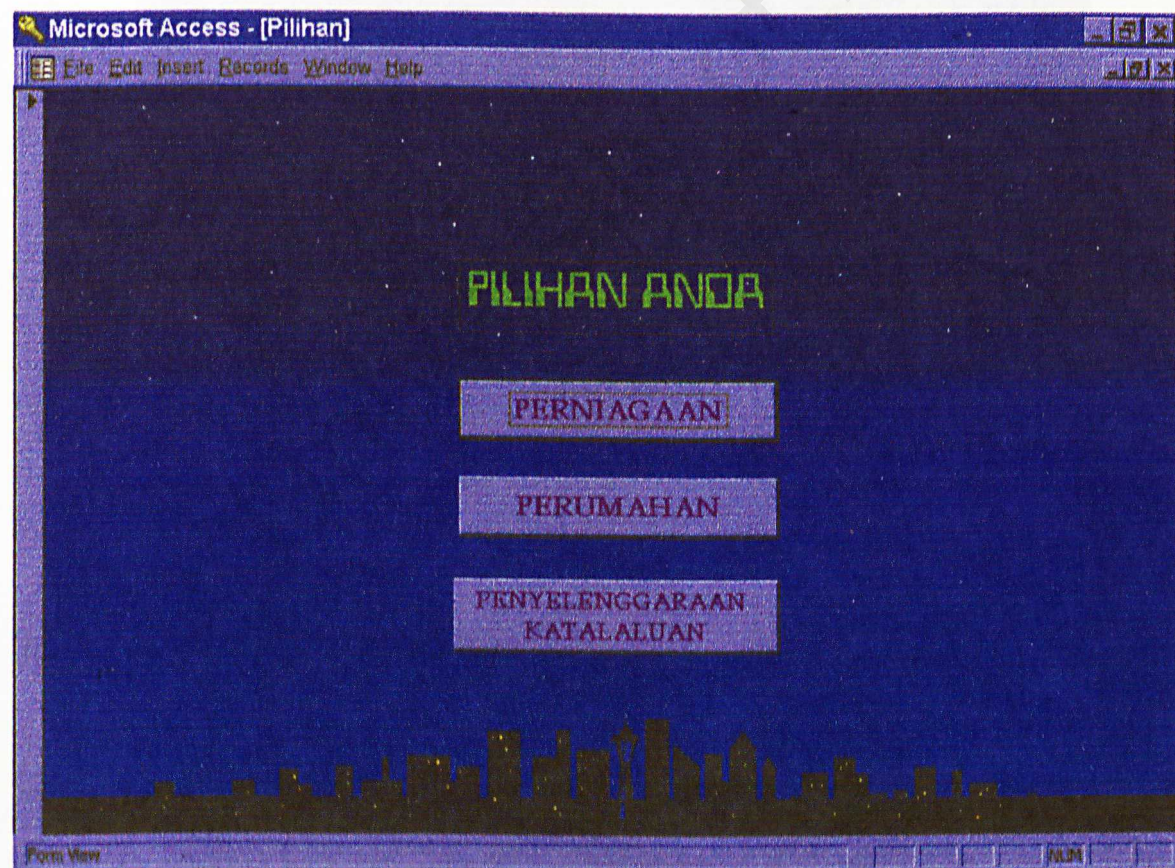 Microsoft Access - [Pilihan]
File Edit Insert Records Window Help
PILIHAN ANDA
PERNIAGAAN
PERUMAHAN
PENYELENGGARAAN
KATALALUAN
Form View
NUM